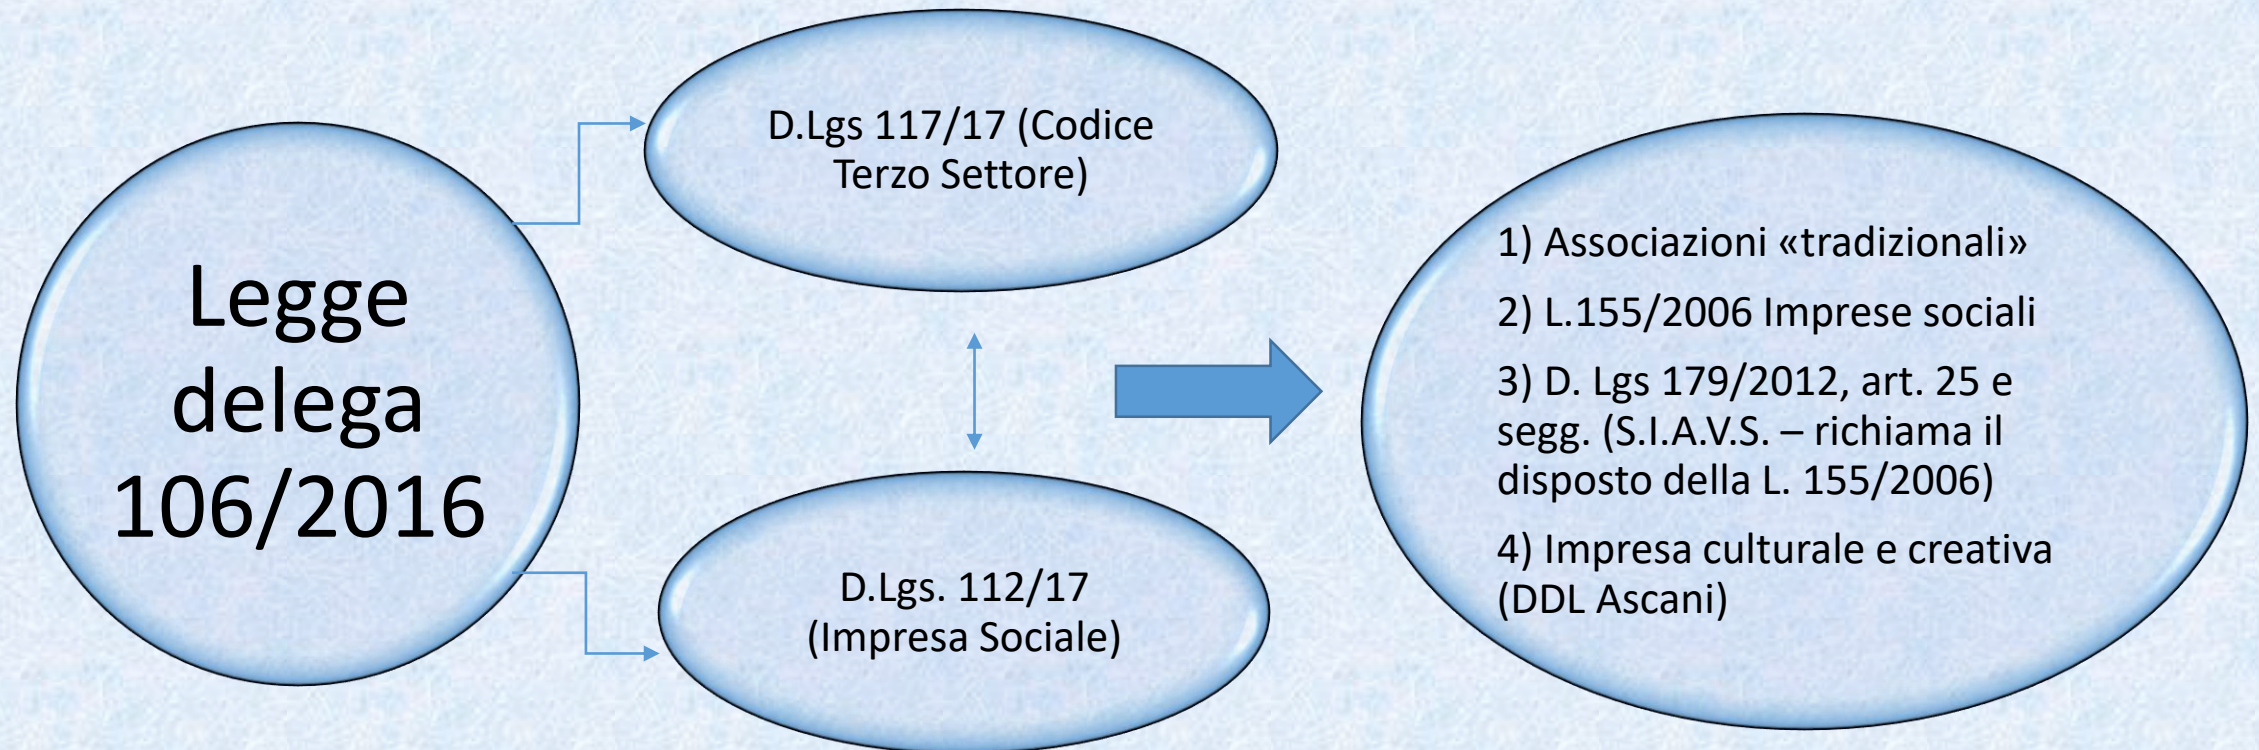 Legge
delega
106/2016
D.Lgs 117/17 (Codice
Terzo Settore)
D.Lgs. 112/17
(Impresa Sociale)
1) Associazioni «tradizionali»
2) L.155/2006 Imprese sociali
3) D. Lgs 179/2012, art. 25 e
segg. (S.I.A.V.S. – richiama il
disposto della L. 155/2006)
4) Impresa culturale e creativa
(DDL Ascani)